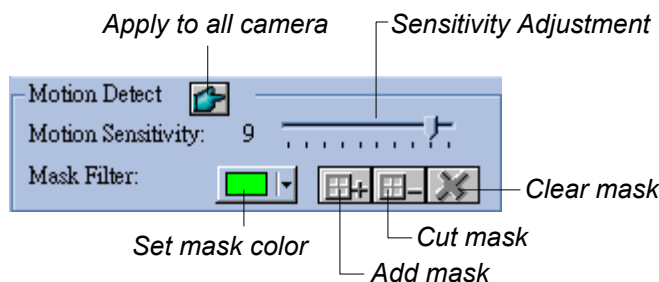 Apply to all camera
Sensitivity Adjustment
Motion Detect
Motion Sensitivity: 9
Mask Filter:
Clear mask
Set mask color
Cut mask
Add mask